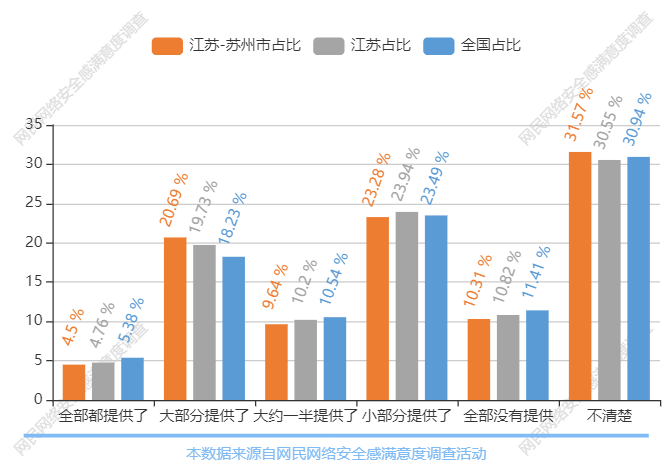 江苏-苏州市占比 江苏占比 全国占比
网民网络安全感满意度调查 网民网络安全感满意度调查
35
30
25
20
15
10
5
0
4.5 % 4.76 % 5.38 %
20.69 % 19.73 % 18.23 %
9.64 % 10.2 % 10.54 %
23.28 % 23.94 % 23.49 %
10.31 % 10.82 % 11.41 %
31.57 % 30.55 % 30.94 %
全部都提供了 大部分提供了 大约一半提供了 小部分提供了 全部没有提供 不清楚
网民网络安全感满意度调查 网民网络安全感满意度调查
本数据来源自网民网络安全感满意度调查活动